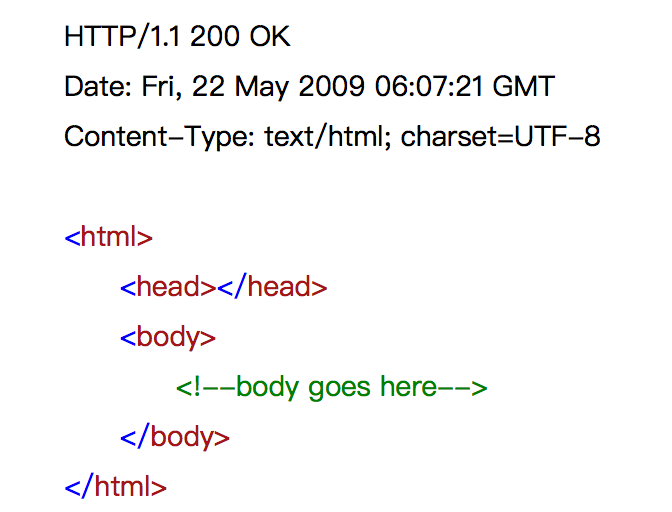 HTTP/1.1 200 OK
Date: Fri, 22 May 2009 06:07:21 GMT
Content-Type: text/html; charset=UTF-8
<html>
<head></head>
<body>
<!--body goes here-->
</body>
</html>